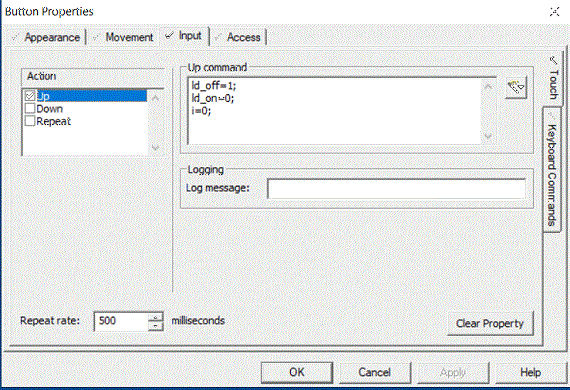 Button Properties
Appearance
Movement
Input
Access
Action
Up
Down
Repeat
Up command
ld_off=1;
ld_on=0;
i=0;
Logging
Log message:
Touch
Keyboard Commands
Repeat rate:
500
milliseconds
Clear Property
OK
Cancel
Apply
Help